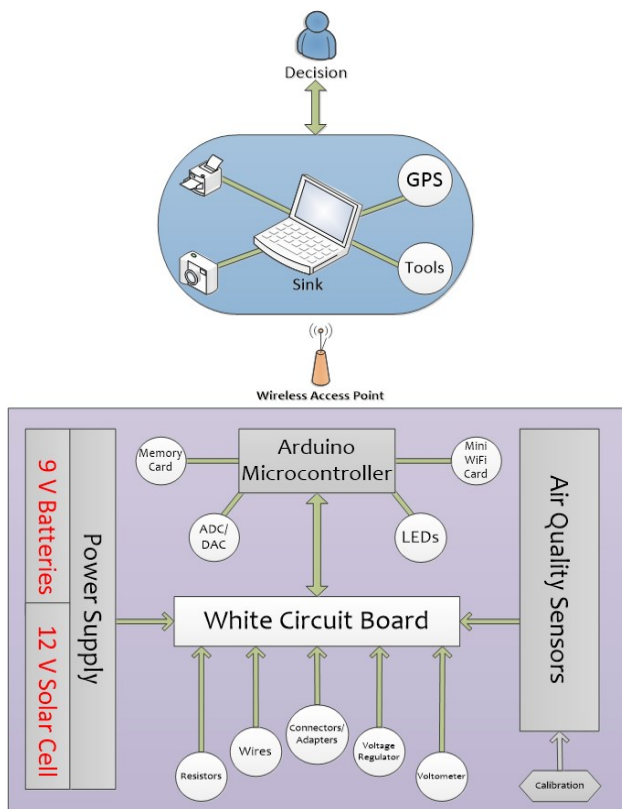 Decision
GPS
Tools
Sink
Wireless Access Point
9 V Batteries
12 V Solar Cell
Power Supply
Memory
Card
Arduino
Microcontroller
Mini
WiFi
Card
ADC/
DAC
LEDs
White Circuit Board
Air Quality Sensors
Resistors
Wires
Connectors/
Adapters
Voltage
Regulator
Voltometer
Calibration